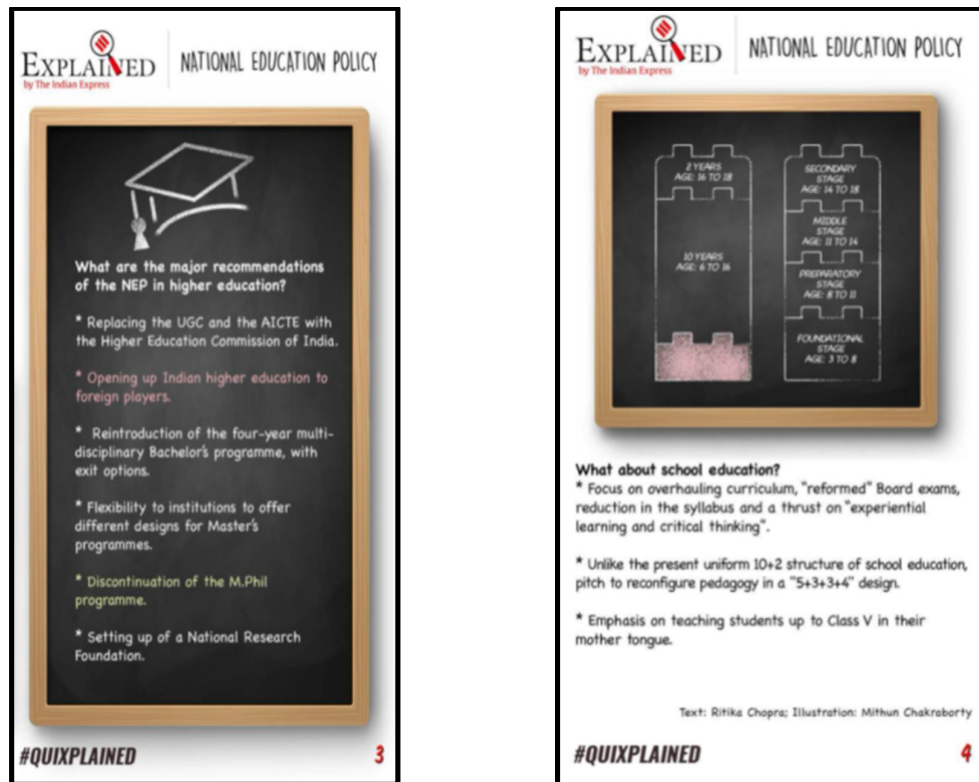 EXPLAINED
by The Indian Express
NATIONAL EDUCATION POLICY
What are the major recommendations
of the NEP in higher education?
* Replacing the UGC and the AICTE with
the Higher Education Commission of India.
* Opening up Indian higher education to
foreign players.
* Reintroduction of the four-year multi-
disciplinary Bachelor's programme, with
exit options.
* Flexibility to institutions to offer
different designs for Master's
programmes.
* Discontinuation of the M.Phil
programme.
* Setting up of a National Research
Foundation.
#QUIXPLAINED
3
EXPLAINED
by The Indian Express
NATIONAL EDUCATION POLICY
2 YEARS
AGE: 16 TO 18
10 YEARS
AGE: 6 TO 16
SECONDARY
STAGE
AGE: 14 TO 18
MIDDLE
STAGE
AGE: 11 TO 14
PREPARATORY
STAGE
AGE: 8 TO 11
FOUNDATIONAL
STAGE
AGE: 3 TO 8
What about school education?
* Focus on overhauling curriculum, "reformed" Board exams,
reduction in the syllabus and a thrust on "experiential
learning and critical thinking".
* Unlike the present uniform 10+2 structure of school education,
pitch to reconfigure pedagogy in a "5+3+3+4" design.
* Emphasis on teaching students up to Class V in their
mother tongue.
Text: Ritika Chopra; Illustration: Mithun Chakraborty
#QUIXPLAINED
4